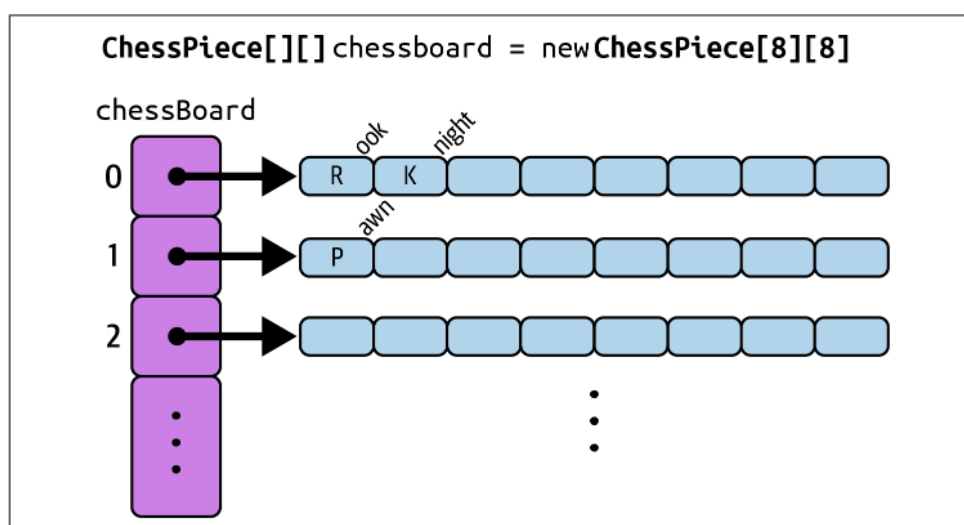 ChessPiece[][] chessboard = new ChessPiece[8][8]
chessBoard
0
R ook K night
1
P awn
2